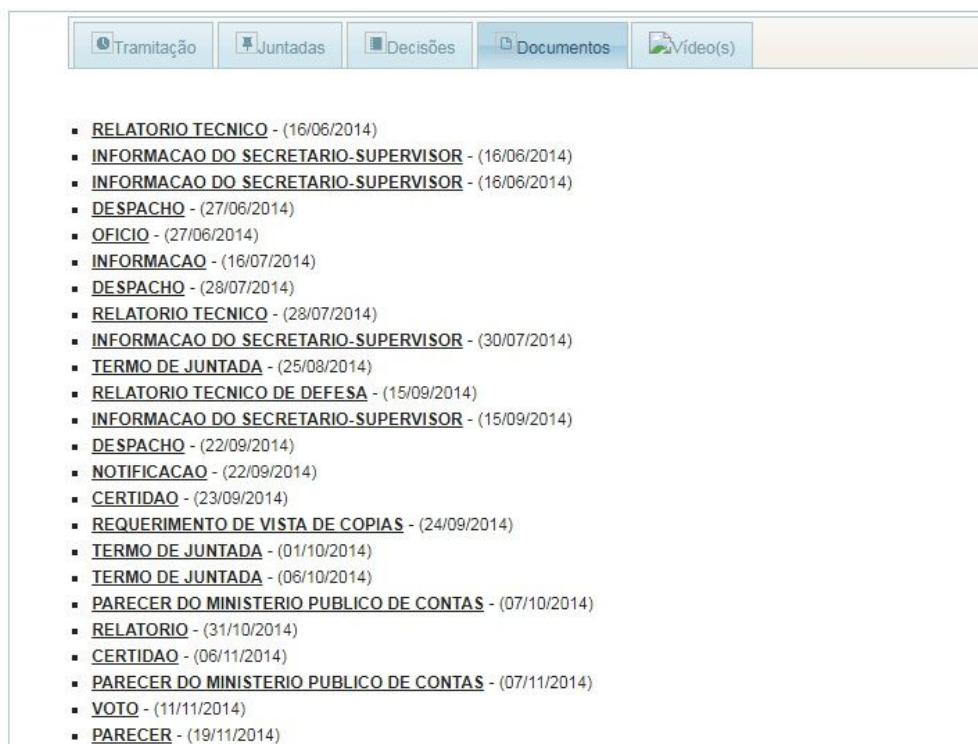 Tramitação Juntadas Decisões Documentos Vídeo(s)
RELATORIO TECNICO - (16/06/2014)
INFORMACAO DO SECRETARIO-SUPERVISOR - (16/06/2014)
INFORMACAO DO SECRETARIO-SUPERVISOR - (16/06/2014)
DESPACHO - (27/06/2014)
OFICIO - (27/06/2014)
INFORMACAO - (16/07/2014)
DESPACHO - (28/07/2014)
RELATORIO TECNICO - (28/07/2014)
INFORMACAO DO SECRETARIO-SUPERVISOR - (30/07/2014)
TERMO DE JUNTADA - (25/08/2014)
RELATORIO TECNICO DE DEFESA - (15/09/2014)
INFORMACAO DO SECRETARIO-SUPERVISOR - (15/09/2014)
DESPACHO - (22/09/2014)
NOTIFICACAO - (22/09/2014)
CERTIDAO - (23/09/2014)
REQUERIMENTO DE VISTA DE COPIAS - (24/09/2014)
TERMO DE JUNTADA - (01/10/2014)
TERMO DE JUNTADA - (06/10/2014)
PARECER DO MINISTERIO PUBLICO DE CONTAS - (07/10/2014)
RELATORIO - (31/10/2014)
CERTIDAO - (06/11/2014)
PARECER DO MINISTERIO PUBLICO DE CONTAS - (07/11/2014)
VOTO - (11/11/2014)
PARECER - (19/11/2014)